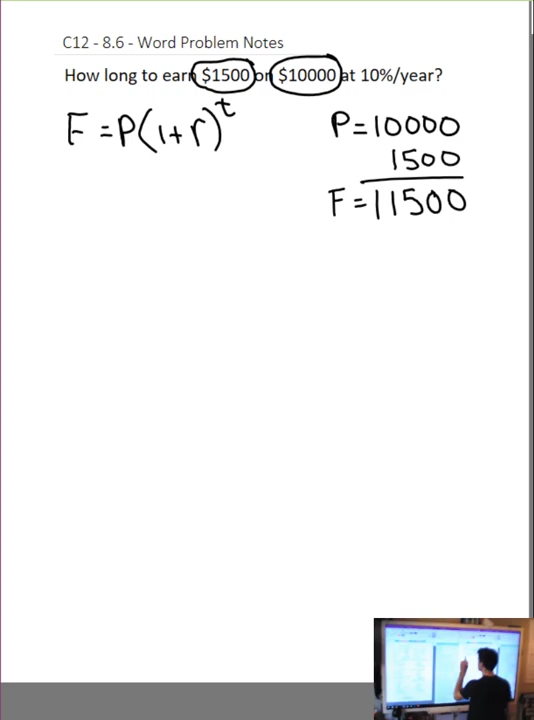 C12 - 8.6 - Word Problem Notes
How long to earn $1500 on $10000 at 10%/year?
F = P(1+r)^t
P = 10000
1500
F = 11500